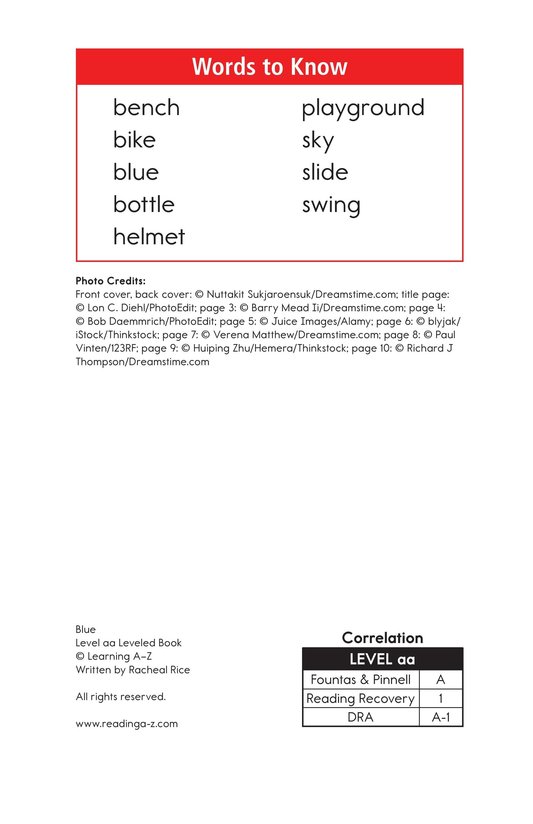 Words to Know
bench
bike
blue
bottle
helmet
playground
sky
slide
swing
Photo Credits:
Front cover, back cover: © Nuttakit Sukjaroensuk/Dreamstime.com; title page:
© Lon C. Diehl/PhotoEdit; page 3: © Barry Mead Ii/Dreamstime.com; page 4:
© Bob Daemmrich/PhotoEdit; page 5: © Juice Images/Alamy; page 6: © blyjak/
iStock/Thinkstock; page 7: © Verena Matthew/Dreamstime.com; page 8: © Paul
Vinten/123RF; page 9: © Huiping Zhu/Hemera/Thinkstock; page 10: © Richard J
Thompson/Dreamstime.com
Blue
Level aa Leveled Book
© Learning A–Z
Written by Racheal Rice
All rights reserved.
www.readinga-z.com
Correlation
LEVEL aa
Fountas & Pinnell A
Reading Recovery 1
DRA A-1